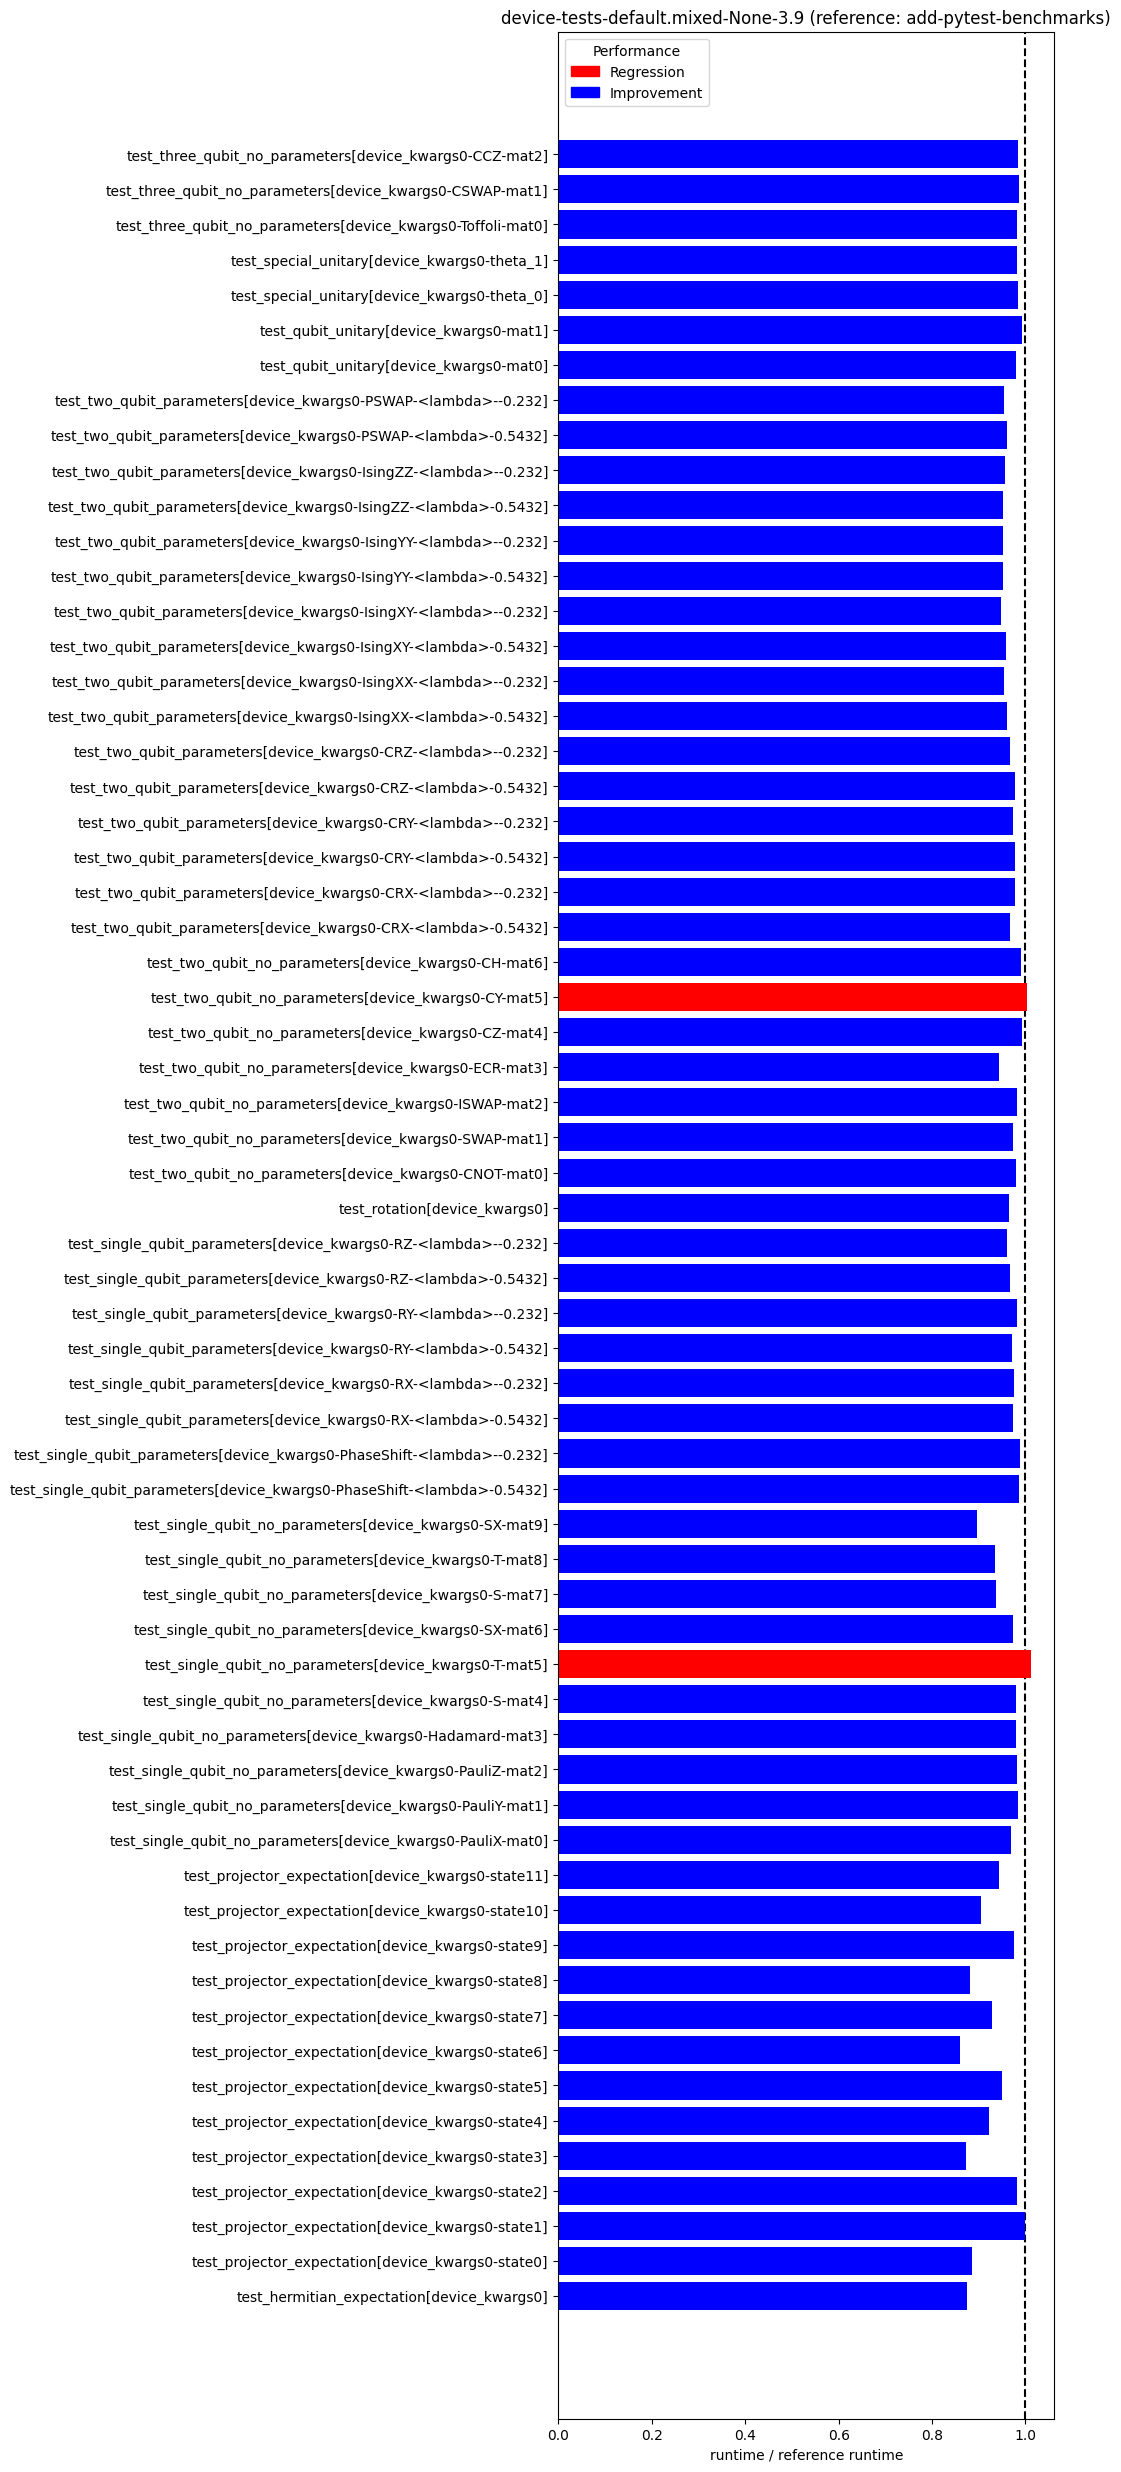 device-tests-default.mixed-None-3.9 (reference: add-pytest-benchmarks)
Performance
Regression
Improvement
test_three_qubit_no_parameters[device_kwargs0-CCZ-mat2]
test_three_qubit_no_parameters[device_kwargs0-CSWAP-mat1]
test_three_qubit_no_parameters[device_kwargs0-Toffoli-mat0]
test_special_unitary[device_kwargs0-theta_1]
test_special_unitary[device_kwargs0-theta_0]
test_qubit_unitary[device_kwargs0-mat1]
test_qubit_unitary[device_kwargs0-mat0]
test_two_qubit_parameters[device_kwargs0-PSWAP-<lambda>--0.232]
test_two_qubit_parameters[device_kwargs0-PSWAP-<lambda>-0.5432]
test_two_qubit_parameters[device_kwargs0-IsingZZ-<lambda>--0.232]
test_two_qubit_parameters[device_kwargs0-IsingZZ-<lambda>-0.5432]
test_two_qubit_parameters[device_kwargs0-IsingYY-<lambda>--0.232]
test_two_qubit_parameters[device_kwargs0-IsingYY-<lambda>-0.5432]
test_two_qubit_parameters[device_kwargs0-IsingXY-<lambda>--0.232]
test_two_qubit_parameters[device_kwargs0-IsingXY-<lambda>-0.5432]
test_two_qubit_parameters[device_kwargs0-IsingXX-<lambda>--0.232]
test_two_qubit_parameters[device_kwargs0-IsingXX-<lambda>-0.5432]
test_two_qubit_parameters[device_kwargs0-CRZ-<lambda>--0.232]
test_two_qubit_parameters[device_kwargs0-CRZ-<lambda>-0.5432]
test_two_qubit_parameters[device_kwargs0-CRY-<lambda>--0.232]
test_two_qubit_parameters[device_kwargs0-CRY-<lambda>-0.5432]
test_two_qubit_parameters[device_kwargs0-CRX-<lambda>--0.232]
test_two_qubit_parameters[device_kwargs0-CRX-<lambda>-0.5432]
test_two_qubit_no_parameters[device_kwargs0-CH-mat6]
test_two_qubit_no_parameters[device_kwargs0-CY-mat5]
test_two_qubit_no_parameters[device_kwargs0-CZ-mat4]
test_two_qubit_no_parameters[device_kwargs0-ECR-mat3]
test_two_qubit_no_parameters[device_kwargs0-ISWAP-mat2]
test_two_qubit_no_parameters[device_kwargs0-SWAP-mat1]
test_two_qubit_no_parameters[device_kwargs0-CNOT-mat0]
test_rotation[device_kwargs0]
test_single_qubit_parameters[device_kwargs0-RZ-<lambda>--0.232]
test_single_qubit_parameters[device_kwargs0-RZ-<lambda>-0.5432]
test_single_qubit_parameters[device_kwargs0-RY-<lambda>--0.232]
test_single_qubit_parameters[device_kwargs0-RY-<lambda>-0.5432]
test_single_qubit_parameters[device_kwargs0-RX-<lambda>--0.232]
test_single_qubit_parameters[device_kwargs0-RX-<lambda>-0.5432]
test_single_qubit_parameters[device_kwargs0-PhaseShift-<lambda>--0.232]
test_single_qubit_parameters[device_kwargs0-PhaseShift-<lambda>-0.5432]
test_single_qubit_no_parameters[device_kwargs0-SX-mat9]
test_single_qubit_no_parameters[device_kwargs0-T-mat8]
test_single_qubit_no_parameters[device_kwargs0-S-mat7]
test_single_qubit_no_parameters[device_kwargs0-SX-mat6]
test_single_qubit_no_parameters[device_kwargs0-T-mat5]
test_single_qubit_no_parameters[device_kwargs0-S-mat4]
test_single_qubit_no_parameters[device_kwargs0-Hadamard-mat3]
test_single_qubit_no_parameters[device_kwargs0-PauliZ-mat2]
test_single_qubit_no_parameters[device_kwargs0-PauliY-mat1]
test_single_qubit_no_parameters[device_kwargs0-PauliX-mat0]
test_projector_expectation[device_kwargs0-state11]
test_projector_expectation[device_kwargs0-state10]
test_projector_expectation[device_kwargs0-state9]
test_projector_expectation[device_kwargs0-state8]
test_projector_expectation[device_kwargs0-state7]
test_projector_expectation[device_kwargs0-state6]
test_projector_expectation[device_kwargs0-state5]
test_projector_expectation[device_kwargs0-state4]
test_projector_expectation[device_kwargs0-state3]
test_projector_expectation[device_kwargs0-state2]
test_projector_expectation[device_kwargs0-state1]
test_projector_expectation[device_kwargs0-state0]
test_hermitian_expectation[device_kwargs0]
0.0 0.2 0.4 0.6 0.8 1.0
runtime / reference runtime